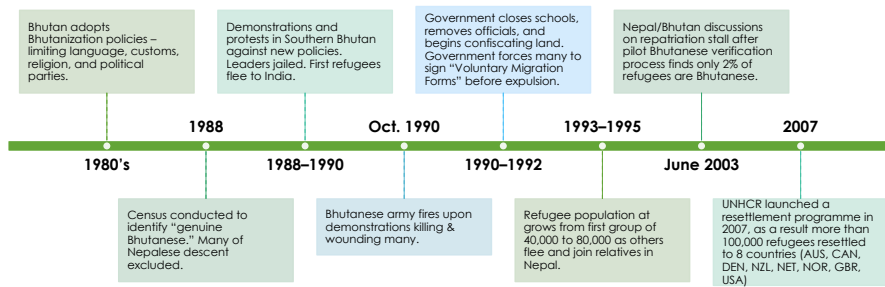 Bhutan adopts
Bhutanization policies –
limiting language, customs,
religion, and political
parties.
Demonstrations and
protests in Southern Bhutan
against new policies.
Leaders jailed. First refugees
flee to India.
Government closes schools,
removes officials, and
begins confiscating land.
Government forces many to
sign “Voluntary Migration
Forms” before expulsion.
Nepal/Bhutan discussions
on repatriation stall after
pilot Bhutanese verification
process finds only 2% of
refugees are Bhutanese.
1988
Oct. 1990
1993–1995
2007
1980's
1988–1990
1990–1992
June 2003
Census conducted to
identify “genuine
Bhutanese.” Many of
Nepalese descent
excluded.
Bhutanese army fires upon
demonstrations killing &
wounding many.
Refugee population at
grows from first group of
40,000 to 80,000 as others
flee and join relatives in
Nepal.
UNHCR launched a
resettlement programme in
2007, as a result more than
100,000 refugees resettled
to 8 countries (AUS, CAN,
DEN, NZL, NET, NOR, GBR,
USA)